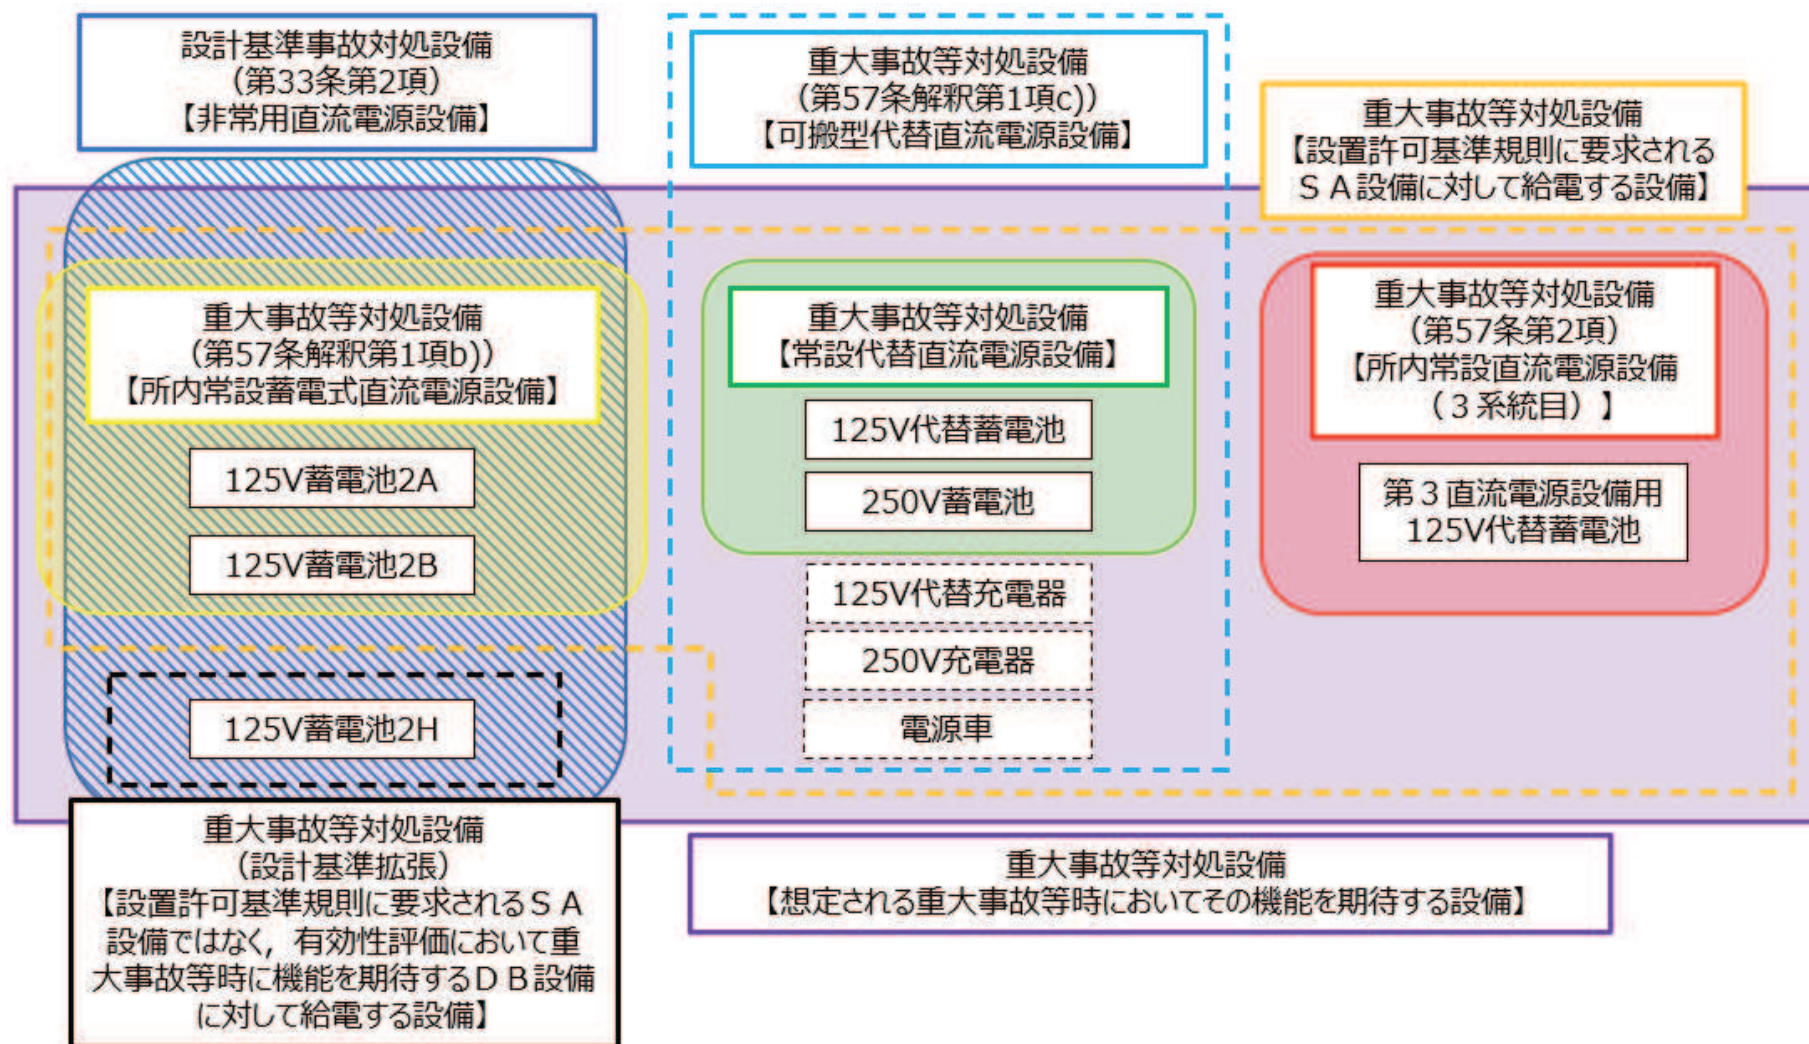 設計基準事故対処設備
（第33条第2項）
【非常用直流電源設備】
重大事故等対処設備
（第57条解釈第1項c)）
【可搬型代替直流電源設備】
重大事故等対処設備
【設置許可基準規則に要求される
ＳＡ設備に対して給電する設備】
重大事故等対処設備
（第57条解釈第1項b)）
【所内常設蓄電式直流電源設備】
125V蓄電池2A
125V蓄電池2B
125V蓄電池2H
重大事故等対処設備
【常設代替直流電源設備】
125V代替蓄電池
250V蓄電池
125V代替充電器
250V充電器
電源車
重大事故等対処設備
（第57条第2項）
【所内常設直流電源設備
（３系統目）】
第３直流電源設備用
125V代替蓄電池
重大事故等対処設備
（設計基準拡張）
【設置許可基準規則に要求されるＳＡ
設備ではなく，有効性評価において重
大事故等時に機能を期待するＤＢ設備
に対して給電する設備】
重大事故等対処設備
【想定される重大事故等時においてその機能を期待する設備】